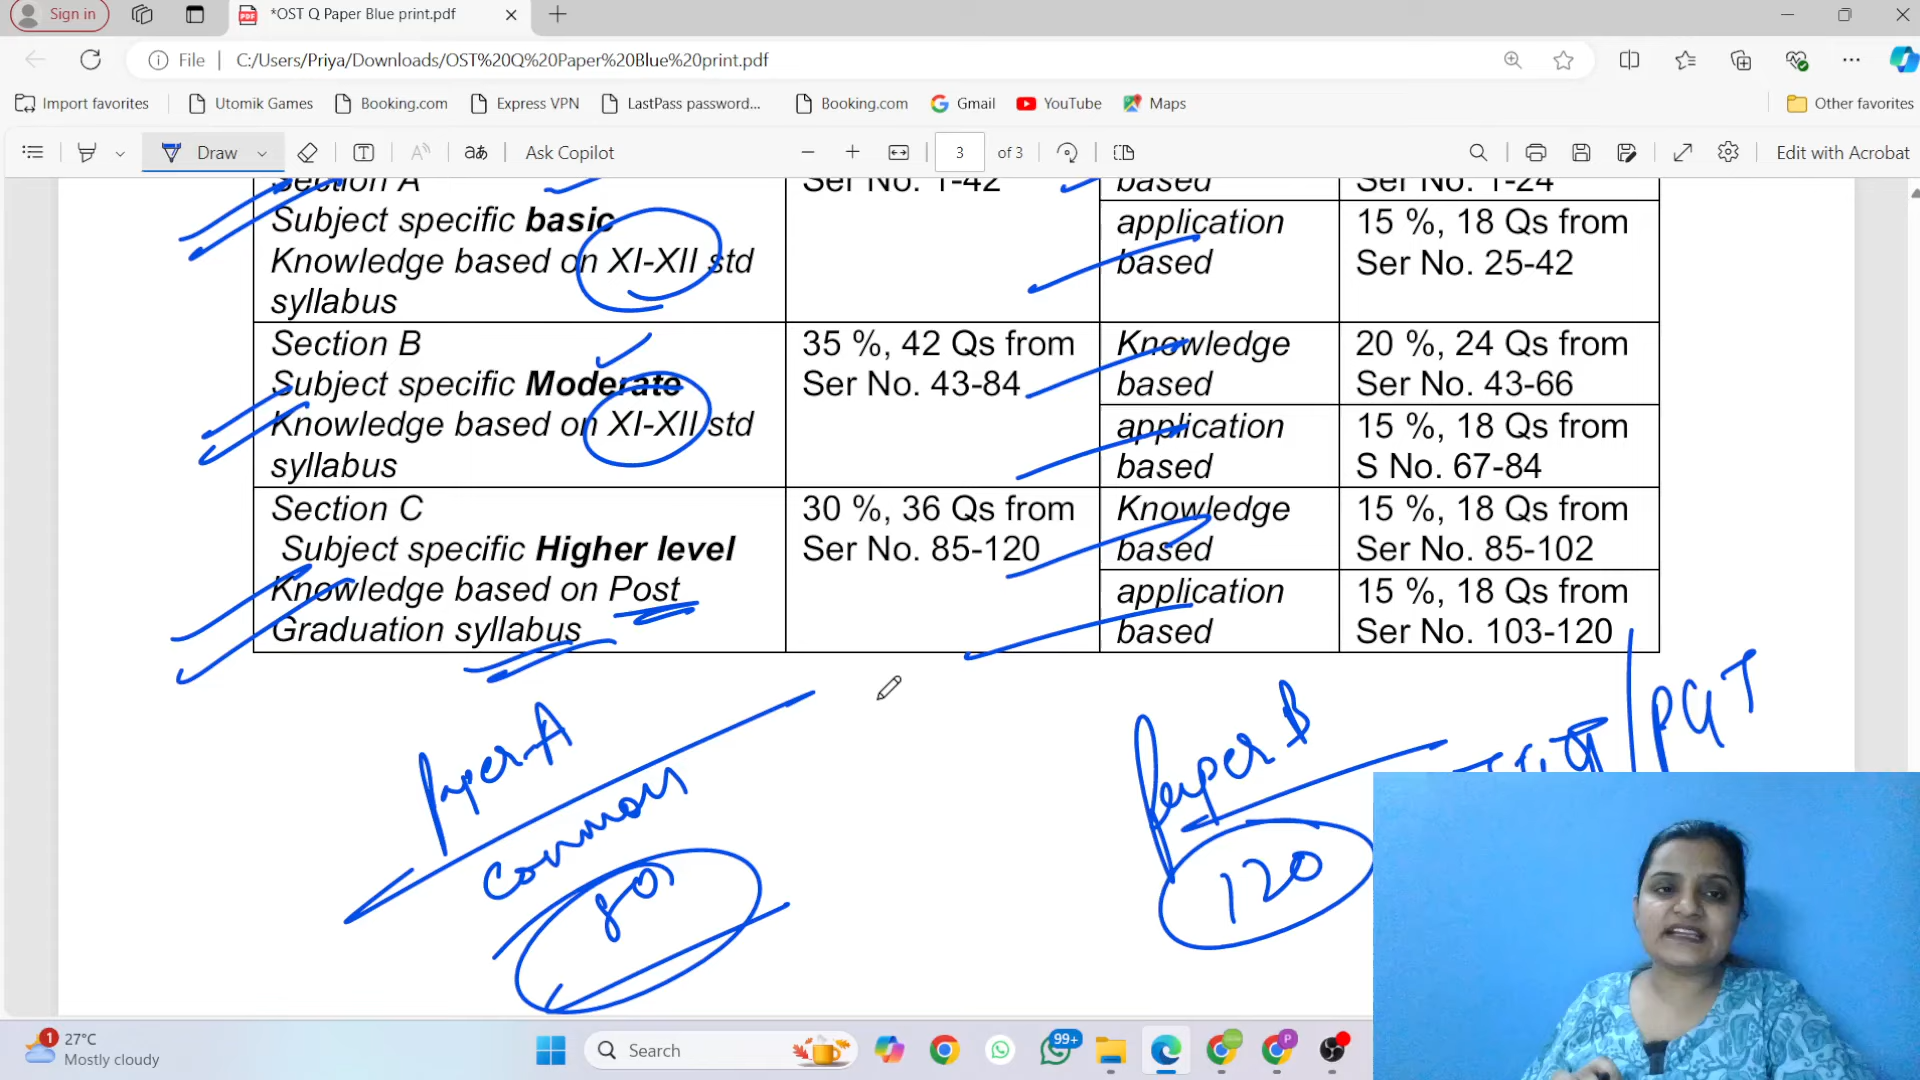 Sign in
*OST Q Paper Blue print.pdf
File
C:/Users/Priya/Downloads/OST%20Q%20Paper%20Blue%20print.pdf
Import favorites
Utomik Games
Booking.com
Express VPN
LastPass password...
Booking.com
Gmail
YouTube
Maps
Other favorites
Draw
Ask Copilot
3 of 3
Edit with Acrobat
Section A
Subject specific basic
Knowledge based on XI-XII std
syllabus
Ser No. 1-42
based
Ser No. 1-24
application
based
15 %, 18 Qs from
Ser No. 25-42
Section B
Subject specific Moderate
Knowledge based on XI-XII std
syllabus
35 %, 42 Qs from
Ser No. 43-84
Knowledge
based
20 %, 24 Qs from
Ser No. 43-66
application
based
15 %, 18 Qs from
S No. 67-84
Section C
Subject specific Higher level
Knowledge based on Post
Graduation syllabus
30 %, 36 Qs from
Ser No. 85-120
Knowledge
based
15 %, 18 Qs from
Ser No. 85-102
application
based
15 %, 18 Qs from
Ser No. 103-120
Paper-A
Common
80
Paper B
120
/PGT
1
27°C
Mostly cloudy
Search
99+